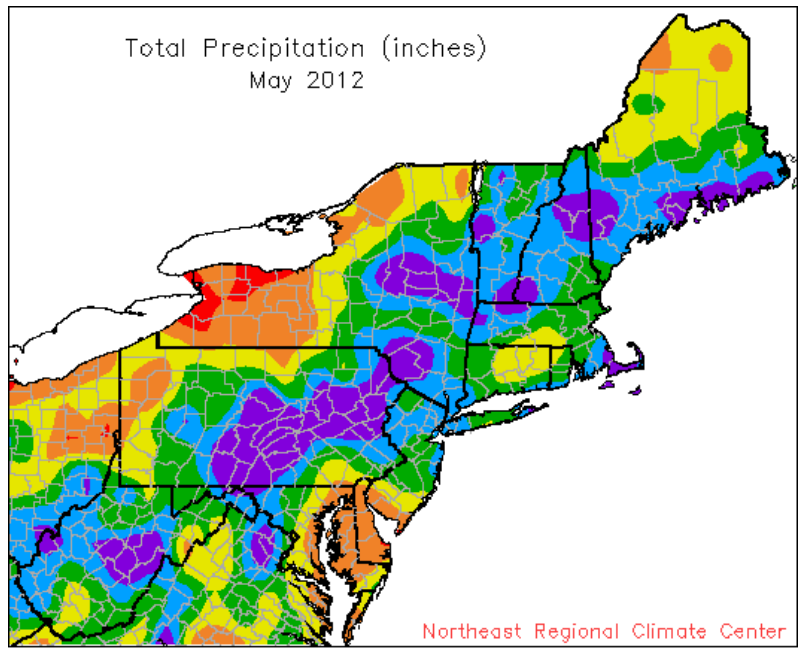 Total Precipitation (inches)
May 2012
Northeast Regional Climate Center